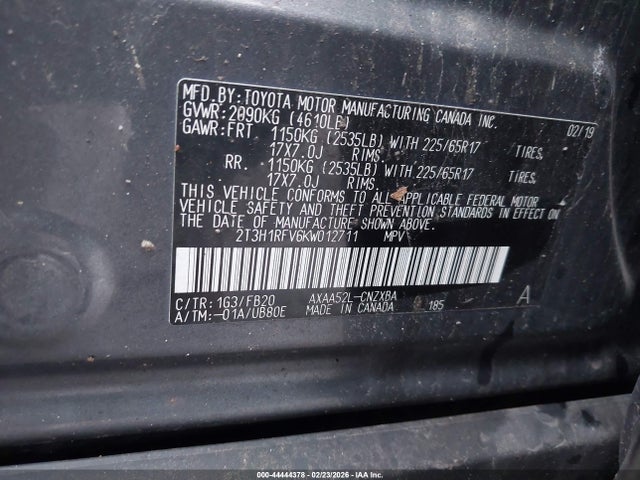 MFD. BY: TOYOTA MOTOR MANUFACTURING CANADA INC.
GVWR: 2090KG (4610LB) 02/19
GAWR: FRT 1150KG (2535LB) WITH 225/65R17 TIRES.
17X7.0J RIMS.
RR. 1150KG (2535LB) WITH 225/65R17 TIRES.
17X7.0J RIMS.
THIS VEHICLE CONFORMS TO ALL APPLICABLE FEDERAL MOTOR
VEHICLE SAFETY AND THEFT PREVENTION STANDARDS IN EFFECT ON
THE DATE OF MANUFACTURE SHOWN ABOVE.
2T3H1RFV6KW012711 MPV
C/TR: 1G3/FB20 AXAA52L-CNZXBA A
A/TM: -01A/UB80E MADE IN CANADA 185
000-44444378 - 02/23/2026 - IAA Inc.